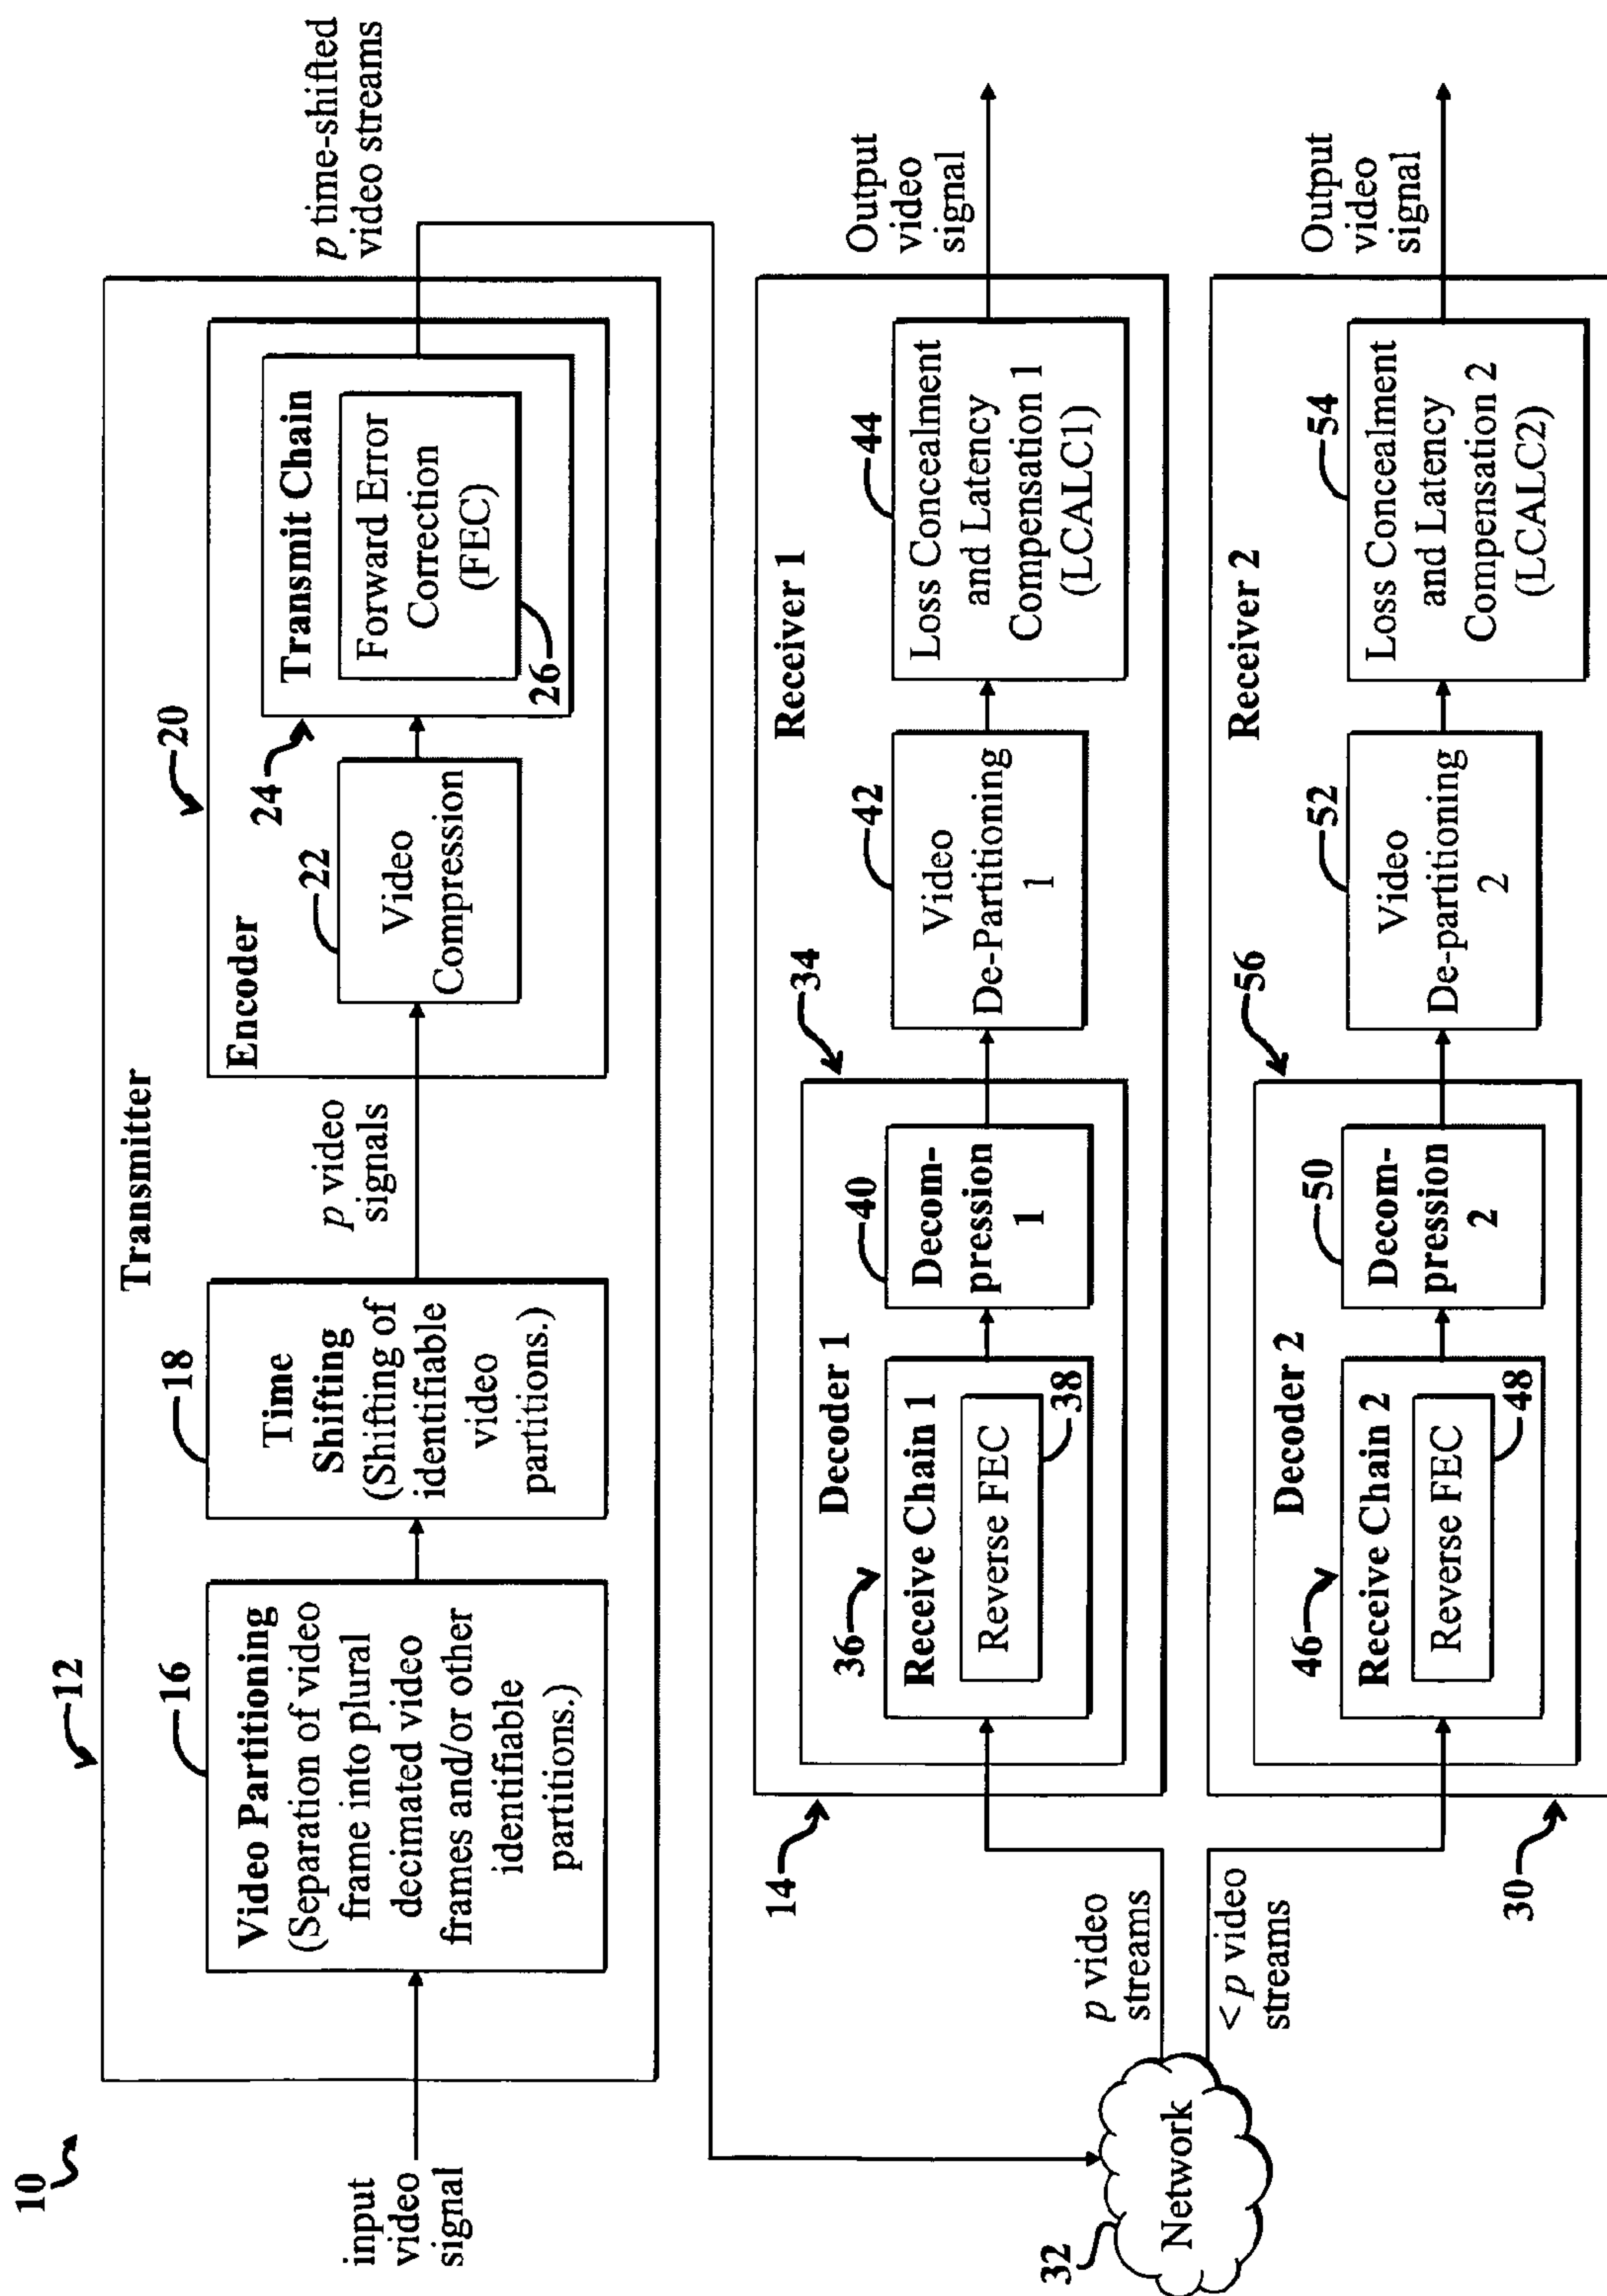 10
12
Transmitter
input
video
signal
16
Video Partitioning
(Separation of video
frame into plural
decimated video
frames and/or other
identifiable
partitions.)
18
Time
Shifting
(Shifting of
identifiable
video
partitions.)
p video
signals
20
Encoder
22
Video
Compression
24
Transmit Chain
Forward Error
Correction
(FEC)
26
p time-shifted
video streams
32
Network
p video
streams
< p video
streams
14
Receiver 1
34
Decoder 1
36
Receive Chain 1
Reverse FEC
38
40
Decom-
pression
1
42
Video
De-Partitioning
1
44
Loss Concealment
and Latency
Compensation 1
(LCALC1)
Output
video
signal
30
Receiver 2
56
Decoder 2
46
Receive Chain 2
Reverse FEC
48
50
Decom-
pression
2
52
Video
De-partitioning
2
54
Loss Concealment
and Latency
Compensation 2
(LCALC2)
Output
video
signal